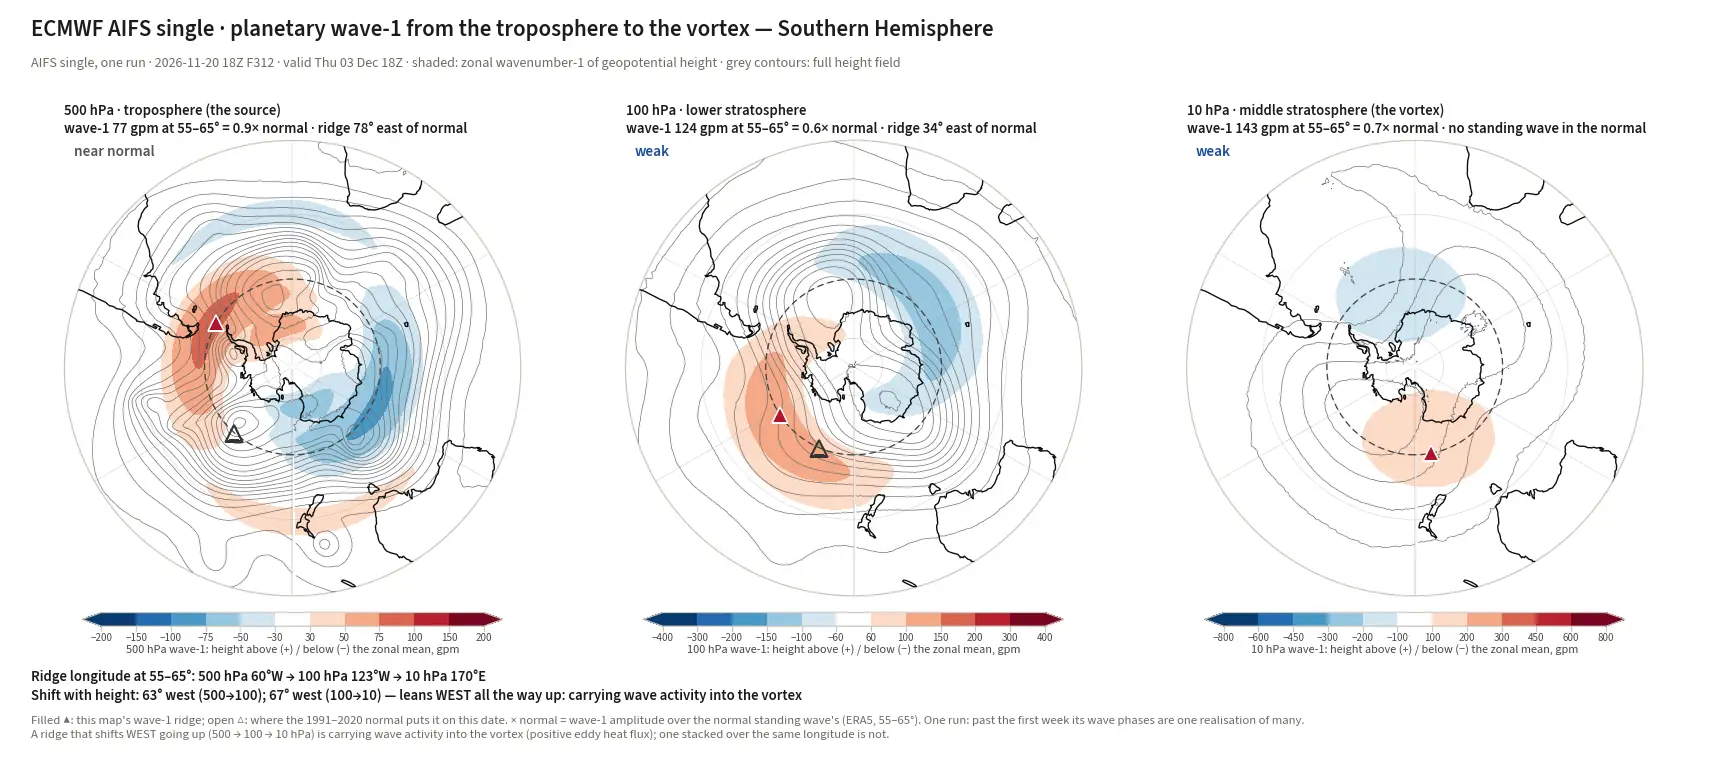 ECMWF AIFS single · planetary wave-1 from the troposphere to the vortex — Southern Hemisphere
AIFS single, one run · 2026-11-20 18Z F312 · valid Thu 03 Dec 18Z · shaded: zonal wavenumber-1 of geopotential height · grey contours: full height field
500 hPa · troposphere (the source)
wave-1 77 gpm at 55–65° = 0.9× normal · ridge 78° east of normal
near normal
100 hPa · lower stratosphere
wave-1 124 gpm at 55–65° = 0.6× normal · ridge 34° east of normal
weak
10 hPa · middle stratosphere (the vortex)
wave-1 143 gpm at 55–65° = 0.7× normal · no standing wave in the normal
weak
−200 −150 −100 −75 −50 −30 30 50 75 100 150 200
500 hPa wave-1: height above (+) / below (−) the zonal mean, gpm
−400 −300 −200 −150 −100 −60 60 100 150 200 300 400
100 hPa wave-1: height above (+) / below (−) the zonal mean, gpm
−800 −600 −450 −300 −200 −100 100 200 300 450 600 800
10 hPa wave-1: height above (+) / below (−) the zonal mean, gpm
Ridge longitude at 55–65°: 500 hPa 60°W → 100 hPa 123°W → 10 hPa 170°E
Shift with height: 63° west (500→100); 67° west (100→10) — leans WEST all the way up: carrying wave activity into the vortex
Filled ▲: this map's wave-1 ridge; open △: where the 1991–2020 normal puts it on this date. × normal = wave-1 amplitude over the normal standing wave's (ERA5, 55–65°). One run: past the first week its wave phases are one realisation of many.
A ridge that shifts WEST going up (500 → 100 → 10 hPa) is carrying wave activity into the vortex (positive eddy heat flux); one stacked over the same longitude is not.